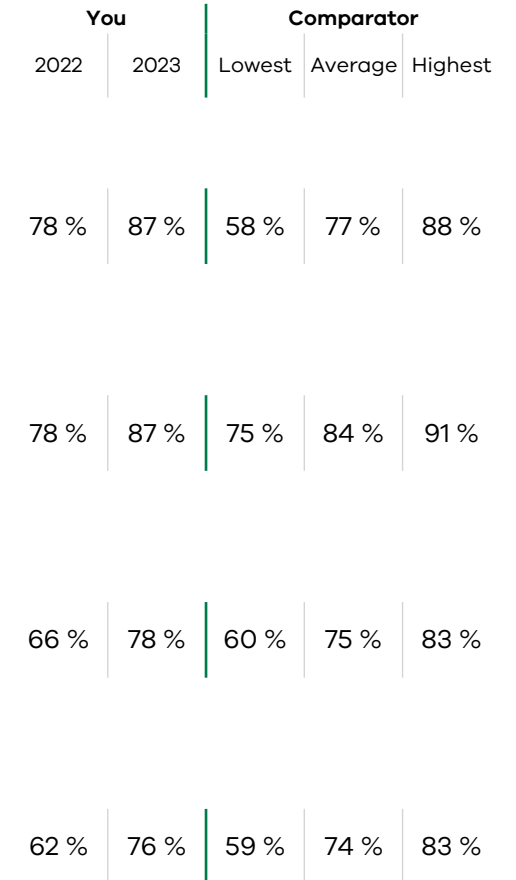 You Comparator
2022 2023 Lowest Average Highest
78 % 87 % 58 % 77 % 88 %
78 % 87 % 75 % 84 % 91 %
66 % 78 % 60 % 75 % 83 %
62 % 76 % 59 % 74 % 83 %